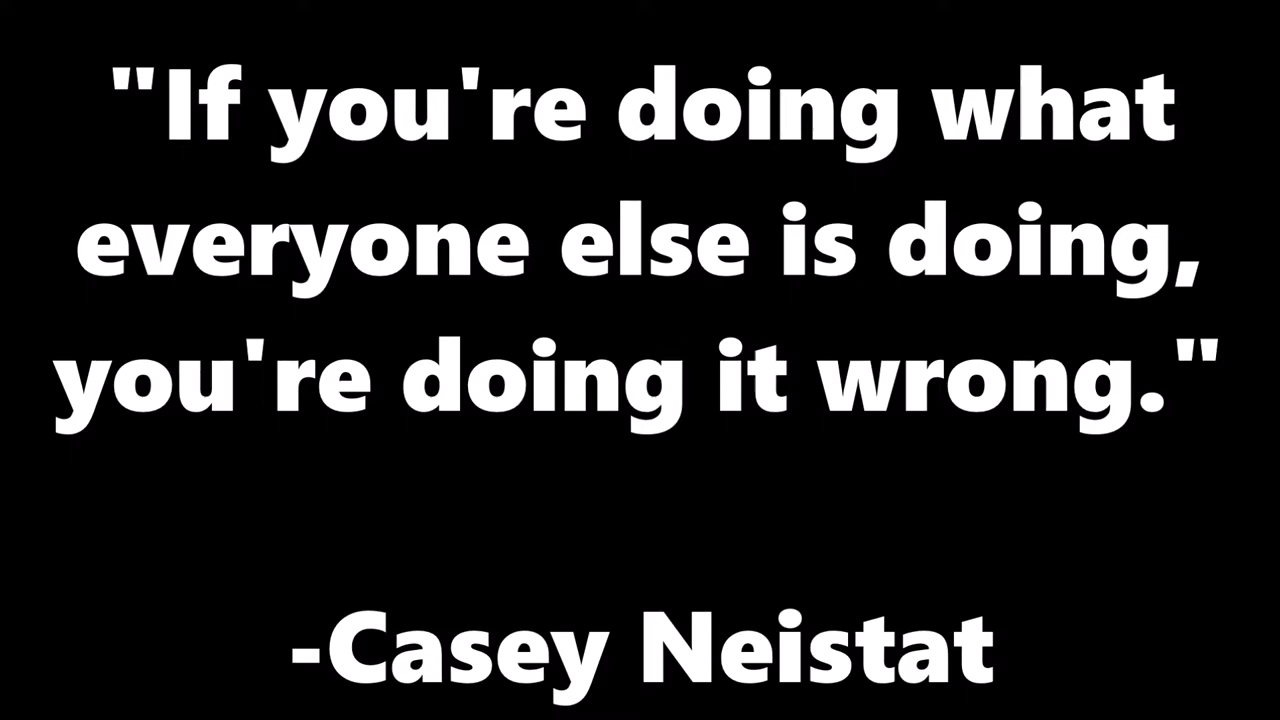 "If you're doing what
everyone else is doing,
you're doing it wrong."
-Casey Neistat